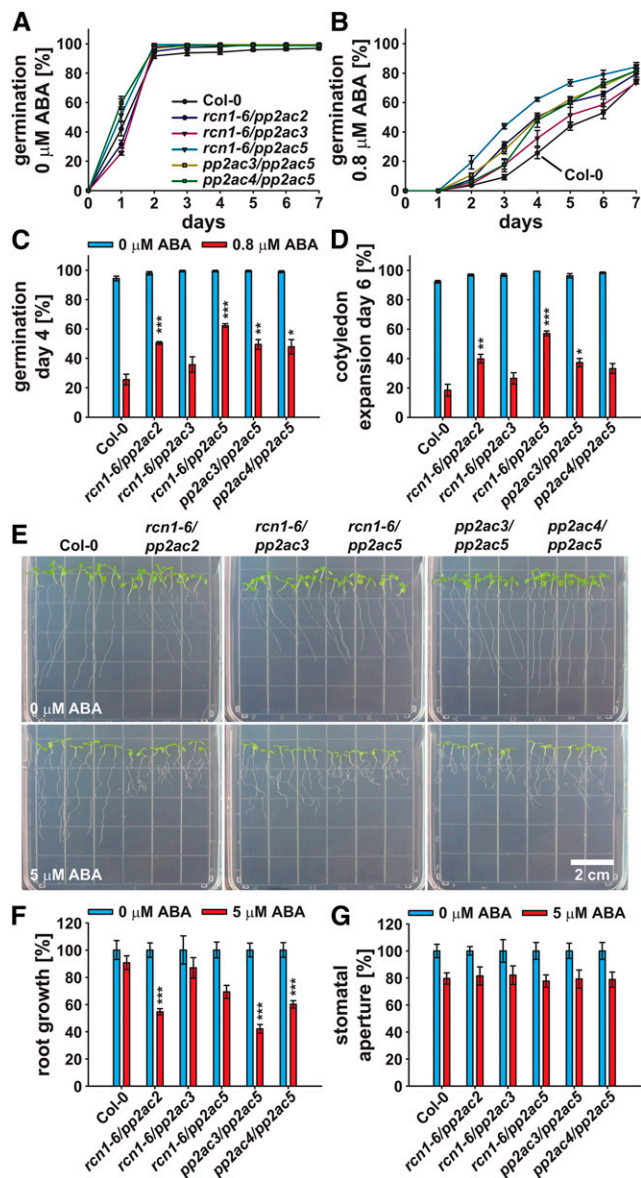 A
germination
0 µM ABA [%]
100
80
60
40
20
0
0 1 2 3 4 5 6 7
days
Col-0
rcn1-6/pp2ac2
rcn1-6/pp2ac3
rcn1-6/pp2ac5
pp2ac3/pp2ac5
pp2ac4/pp2ac5
B
germination
0.8 µM ABA [%]
100
80
60
40
20
0
0 1 2 3 4 5 6 7
days
Col-0
C
0 µM ABA 0.8 µM ABA
germination
day 4 [%]
100
80
60
40
20
0
***
***
**
*
Col-0
rcn1-6/pp2ac2
rcn1-6/pp2ac3
rcn1-6/pp2ac5
pp2ac3/pp2ac5
pp2ac4/pp2ac5
D
cotyledon
expansion day 6 [%]
100
80
60
40
20
0
**
***
*
Col-0
rcn1-6/pp2ac2
rcn1-6/pp2ac3
rcn1-6/pp2ac5
pp2ac3/pp2ac5
pp2ac4/pp2ac5
E
Col-0
rcn1-6/
pp2ac2
rcn1-6/
pp2ac3
rcn1-6/
pp2ac5
pp2ac3/
pp2ac5
pp2ac4/
pp2ac5
0 µM ABA
5 µM ABA
2 cm
F
0 µM ABA 5 µM ABA
root growth [%]
120
100
80
60
40
20
0
***
***
***
Col-0
rcn1-6/pp2ac2
rcn1-6/pp2ac3
rcn1-6/pp2ac5
pp2ac3/pp2ac5
pp2ac4/pp2ac5
G
0 µM ABA 5 µM ABA
stomatal
aperture [%]
120
100
80
60
40
20
0
Col-0
rcn1-6/pp2ac2
rcn1-6/pp2ac3
rcn1-6/pp2ac5
pp2ac3/pp2ac5
pp2ac4/pp2ac5